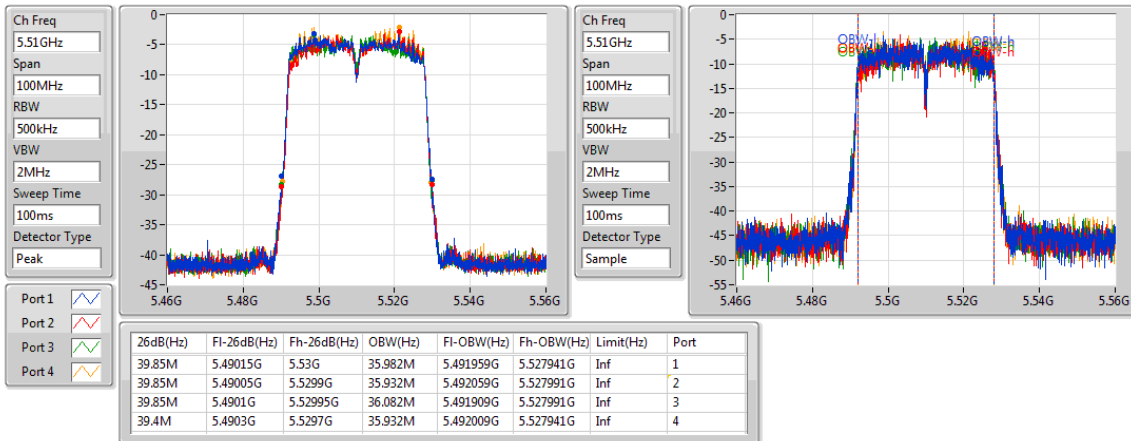 Ch Freq
5.51GHz
Span
100MHz
RBW
500kHz
VBW
2MHz
Sweep Time
100ms
Detector Type
Peak
Port 1
Port 2
Port 3
Port 4
0
-5
-10
-15
-20
-25
-30
-35
-40
-45
5.46G 5.48G 5.5G 5.52G 5.54G 5.56G
Ch Freq
5.51GHz
Span
100MHz
RBW
500kHz
VBW
2MHz
Sweep Time
100ms
Detector Type
Sample
0
-5
-10
-15
-20
-25
-30
-35
-40
-45
-50
-55
OBW-l OBW-h
5.46G 5.48G 5.5G 5.52G 5.54G 5.56G
26dB(Hz) Fl-26dB(Hz) Fh-26dB(Hz) OBW(Hz) Fl-OBW(Hz) Fh-OBW(Hz) Limit(Hz) Port
39.85M 5.49015G 5.53G 35.982M 5.491959G 5.527941G Inf 1
39.85M 5.49005G 5.5299G 35.932M 5.492059G 5.527991G Inf 2
39.85M 5.4901G 5.52995G 36.082M 5.491909G 5.527991G Inf 3
39.4M 5.4903G 5.5297G 35.932M 5.492009G 5.527941G Inf 4